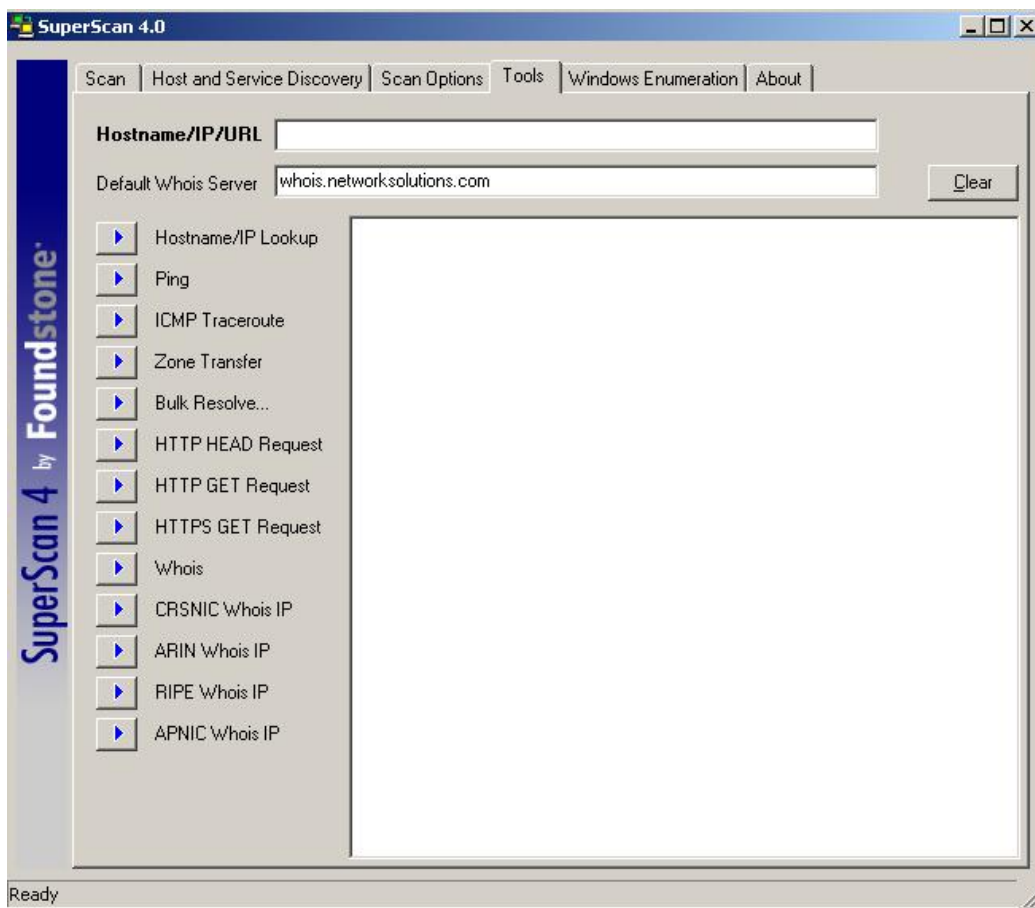 SuperScan 4.0
Scan
Host and Service Discovery
Scan Options
Tools
Windows Enumeration
About
Hostname/IP/URL
Default Whois Server
whois.networksolutions.com
Clear
Hostname/IP Lookup
Ping
ICMP Traceroute
Zone Transfer
Bulk Resolve...
HTTP HEAD Request
HTTP GET Request
HTTPS GET Request
Whois
CRSNIC Whois IP
ARIN Whois IP
RIPE Whois IP
APNIC Whois IP
SuperScan 4 by Foundstone
Ready